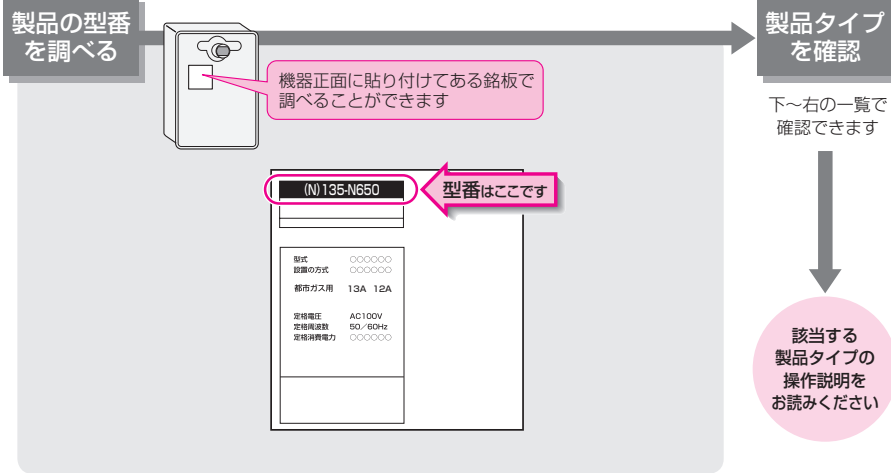 製品の型番
を調べる
機器正面に貼り付けてある銘板で
調べることができます
(N)135-N650
型番はここです
型式 ○○○○○○
設置の方式 ○○○○○○
都市ガス用 13A 12A
定格電圧 AC100V
定格周波数 50／60Hz
定格消費電力 ○○○○○○
製品タイプ
を確認
下～右の一覧で
確認できます
該当する
製品タイプの
操作説明を
お読みください